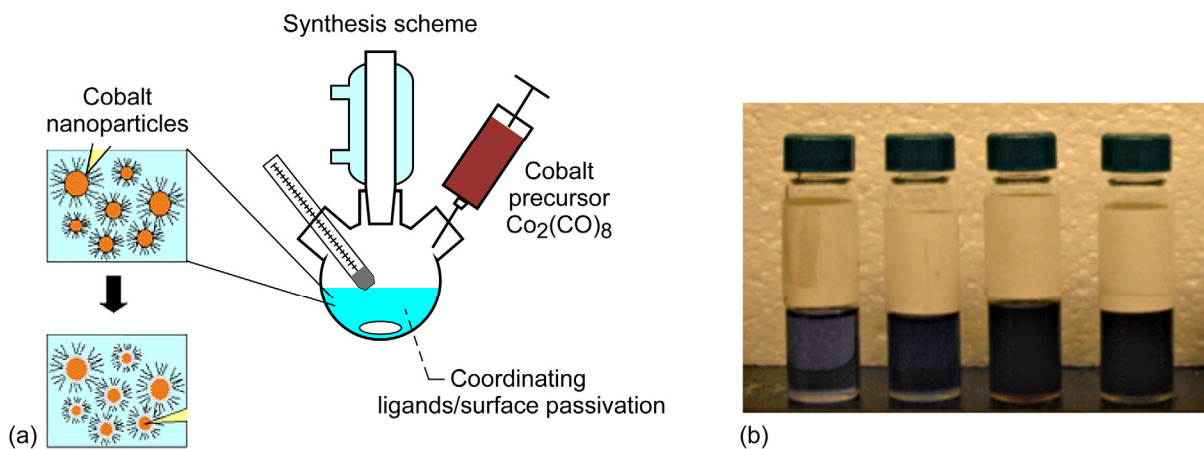 Synthesis scheme
Cobalt
nanoparticles
Cobalt
precursor
Co2(CO)8
Coordinating
ligands/surface passivation
(a)
(b)